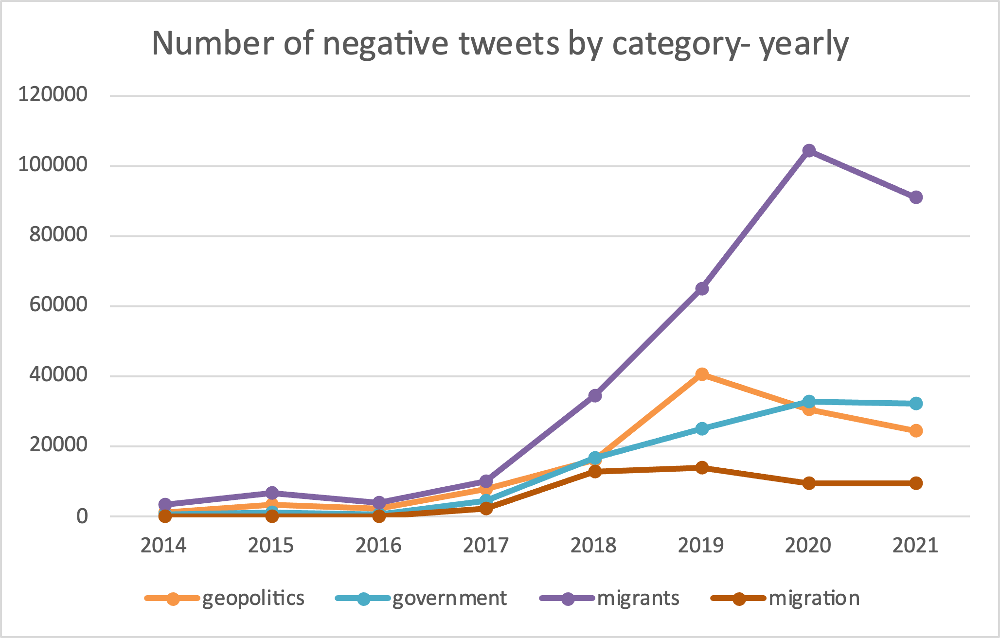 Number of negative tweets by category- yearly
120000
100000
80000
60000
40000
20000
0
2014 2015 2016 2017 2018 2019 2020 2021
geopolitics government migrants migration